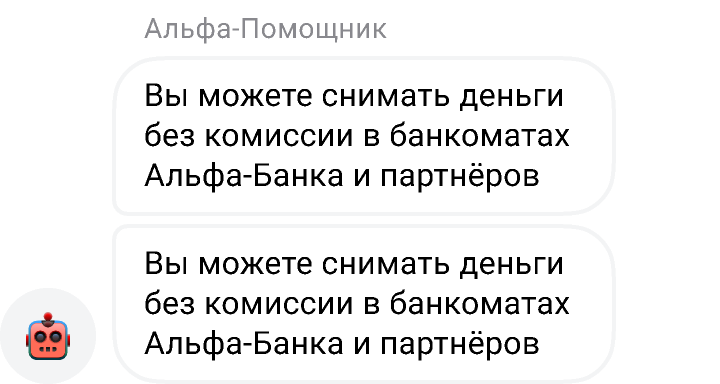 Альфа-Помощник
Вы можете снимать деньги
без комиссии в банкоматах
Альфа-Банка и партнёров
Вы можете снимать деньги
без комиссии в банкоматах
Альфа-Банка и партнёров